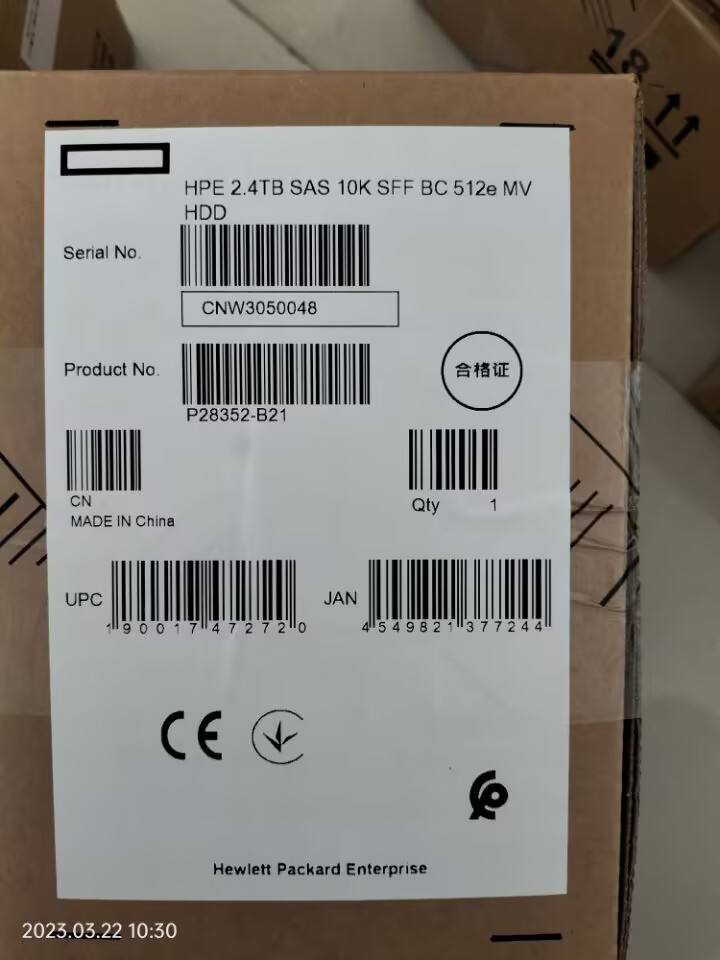 18
11
HPE 2.4TB SAS 10K SFF BC 512e MV
HDD
Serial No.
CNW3050048
Product No.
P28352-B21
合格证
CN
MADE IN China
Qty 1
UPC
190017472720
JAN
4549821377244
CE
Hewlett Packard Enterprise
2023.03.22 10:30